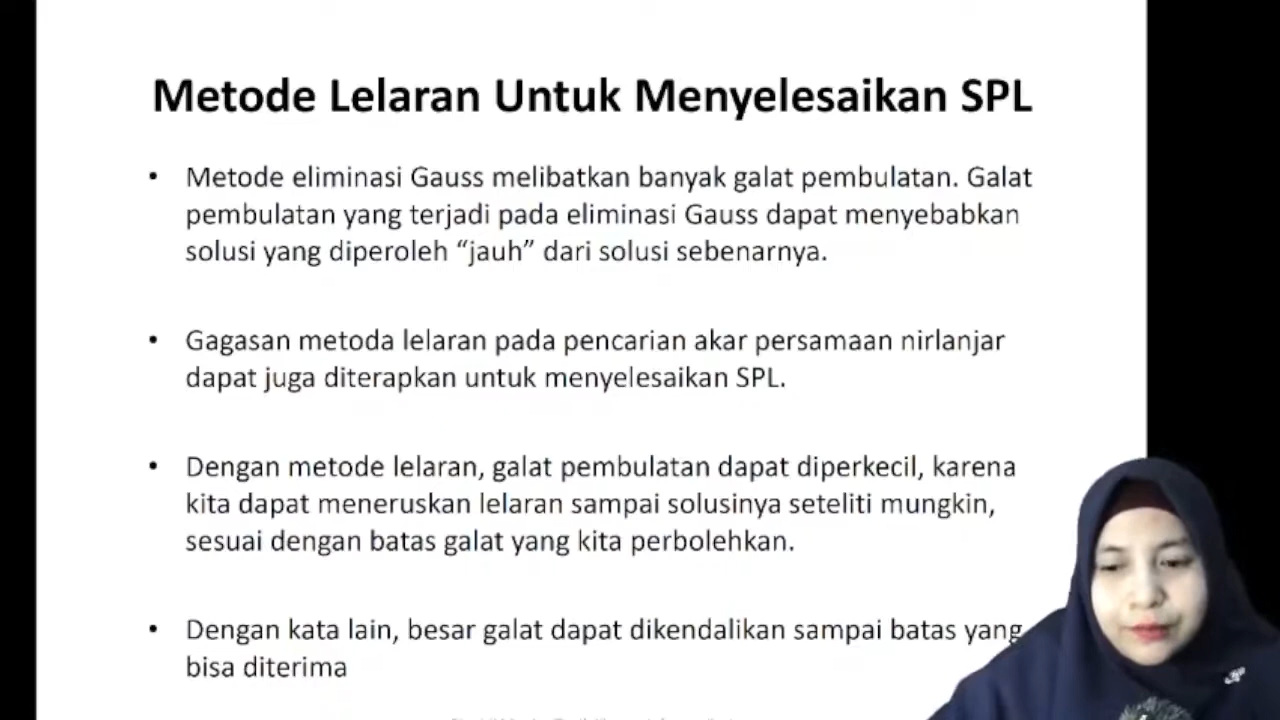 Metode Lelaran Untuk Menyelesaikan SPL
• Metode eliminasi Gauss melibatkan banyak galat pembulatan. Galat
pembulatan yang terjadi pada eliminasi Gauss dapat menyebabkan
solusi yang diperoleh “jauh” dari solusi sebenarnya.
• Gagasan metoda lelaran pada pencarian akar persamaan nirlanjar
dapat juga diterapkan untuk menyelesaikan SPL.
• Dengan metode lelaran, galat pembulatan dapat diperkecil, karena
kita dapat meneruskan lelaran sampai solusinya seteliti mungkin,
sesuai dengan batas galat yang kita perbolehkan.
• Dengan kata lain, besar galat dapat dikendalikan sampai batas yang
bisa diterima